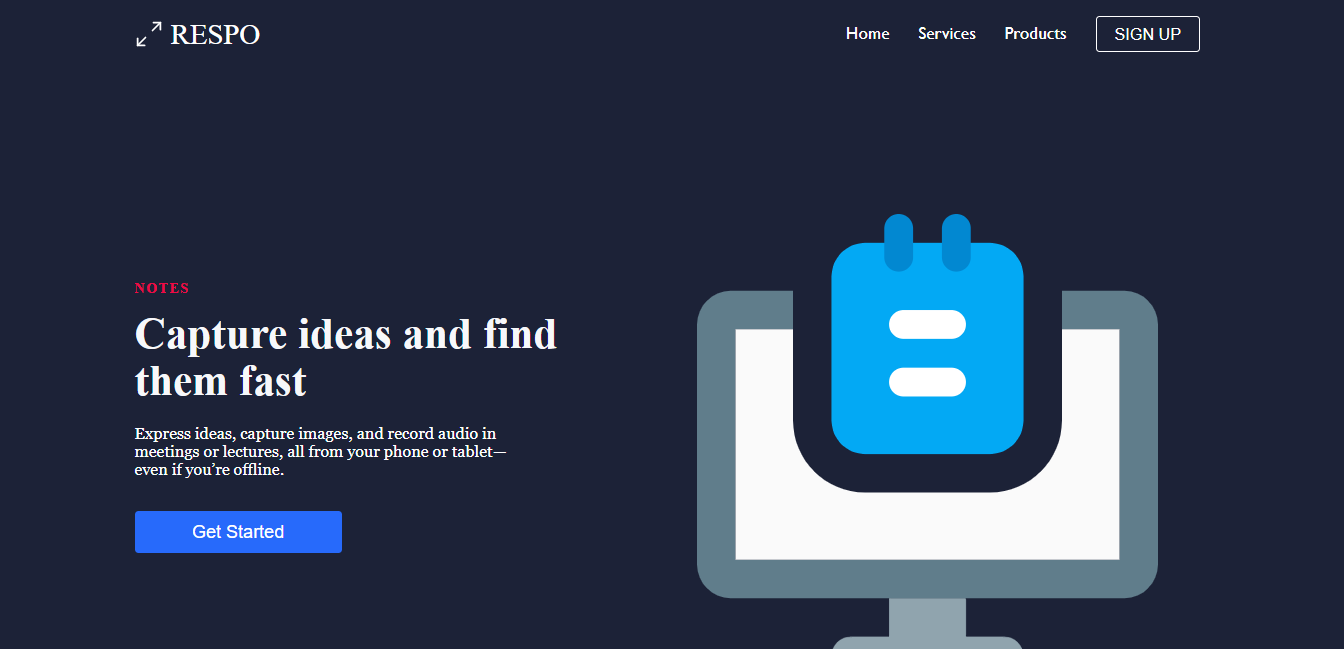 RESPO
Home
Services
Products
SIGN UP
NOTES
Capture ideas and find
them fast
Express ideas, capture images, and record audio in
meetings or lectures, all from your phone or tablet—
even if you’re offline.
Get Started